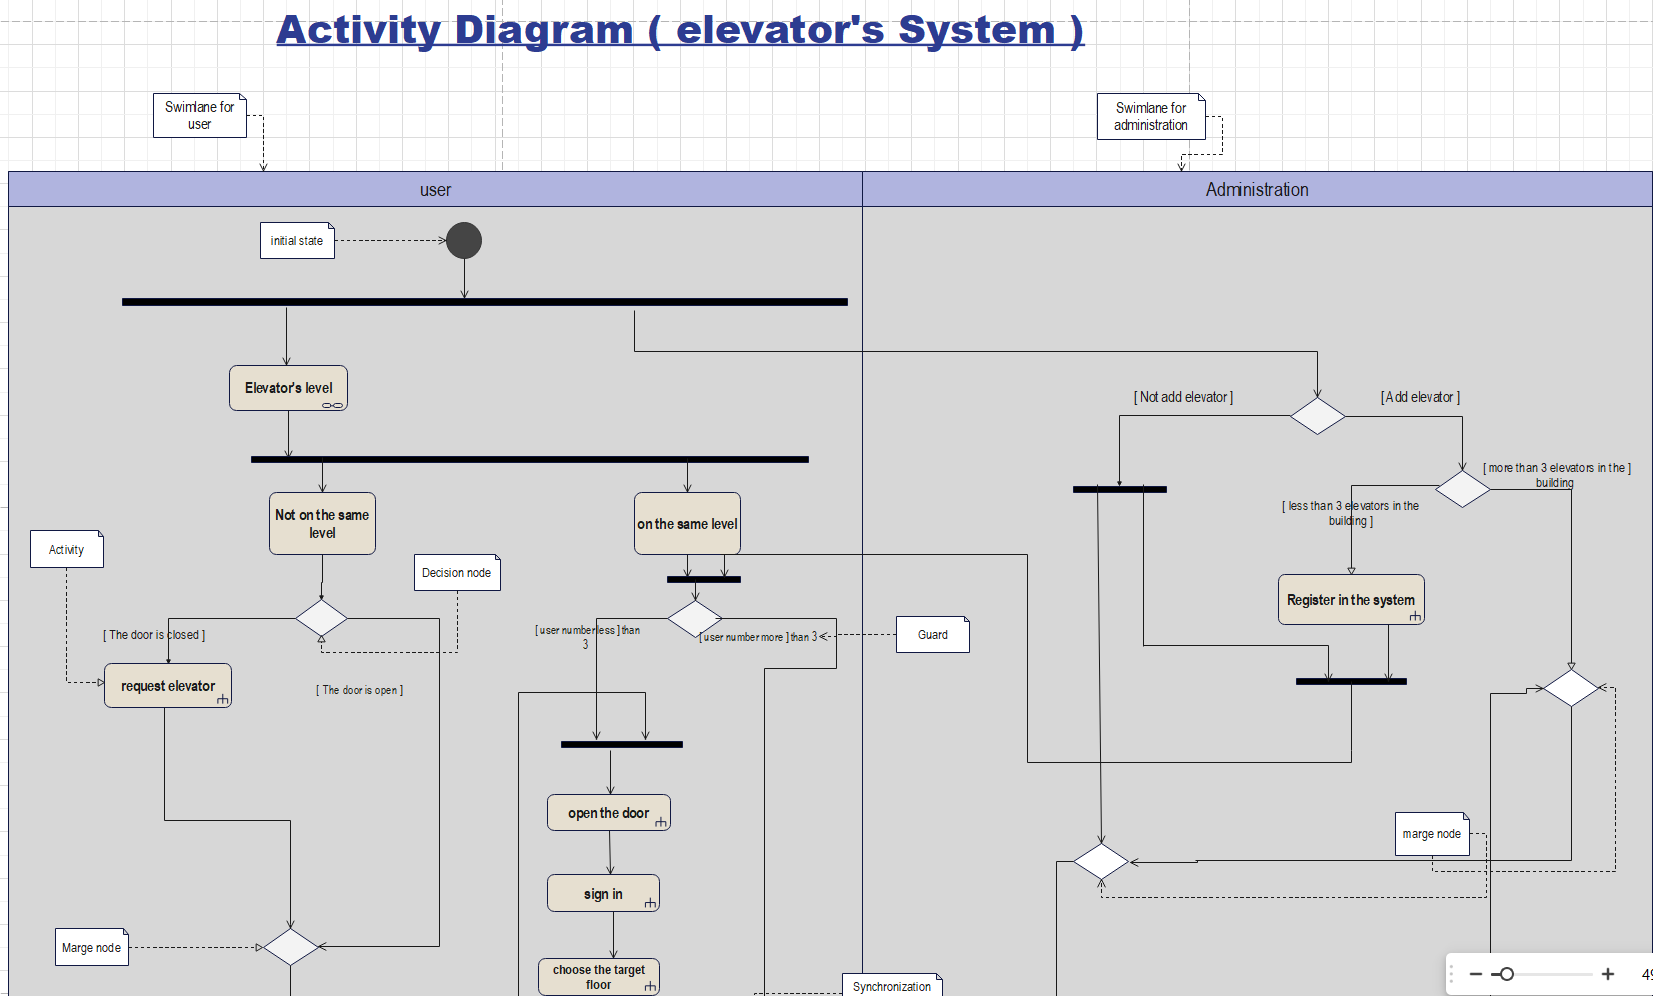 Activity Diagram ( elevator's System )
Swimlane for
user
Swimlane for
administration
user
Administration
initial state
Elevator's level
[ Not add elevator ]
[ Add elevator ]
[ more than 3 elevators in the ]
building
[ less than 3 elevators in the
building ]
Not on the same
level
on the same level
Activity
Decision node
Register in the system
[ The door is closed ]
[ user number less ] than
3
[ user number more ] than 3
Guard
request elevator
[ The door is open ]
open the door
marge node
sign in
Marge node
choose the target
floor
Synchronization